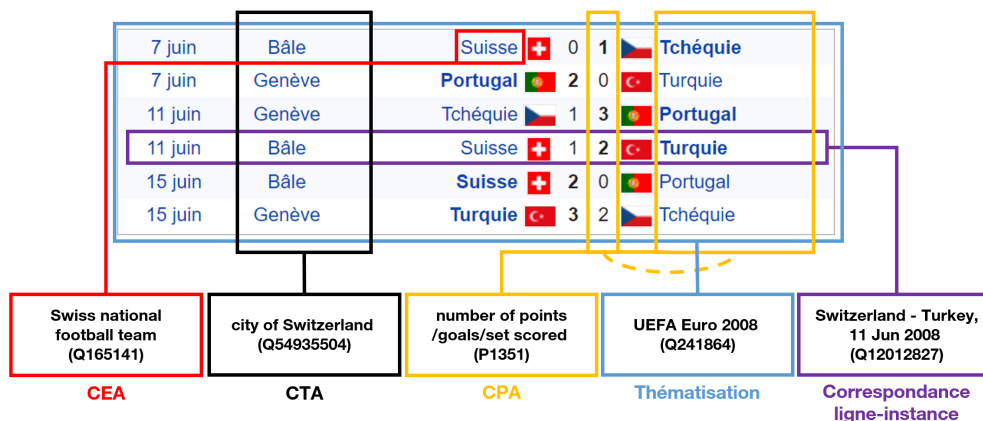 7 juin Bâle Suisse 0 1 Tchéquie
7 juin Genève Portugal 2 0 Turquie
11 juin Genève Tchéquie 1 3 Portugal
11 juin Bâle Suisse 1 2 Turquie
15 juin Bâle Suisse 2 0 Portugal
15 juin Genève Turquie 3 2 Tchéquie
Swiss national
football team
(Q165141)
CEA
city of Switzerland
(Q54935504)
CTA
number of points
/goals/set scored
(P1351)
CPA
UEFA Euro 2008
(Q241864)
Thématisation
Switzerland - Turkey,
11 Jun 2008
(Q12012827)
Correspondance
ligne-instance